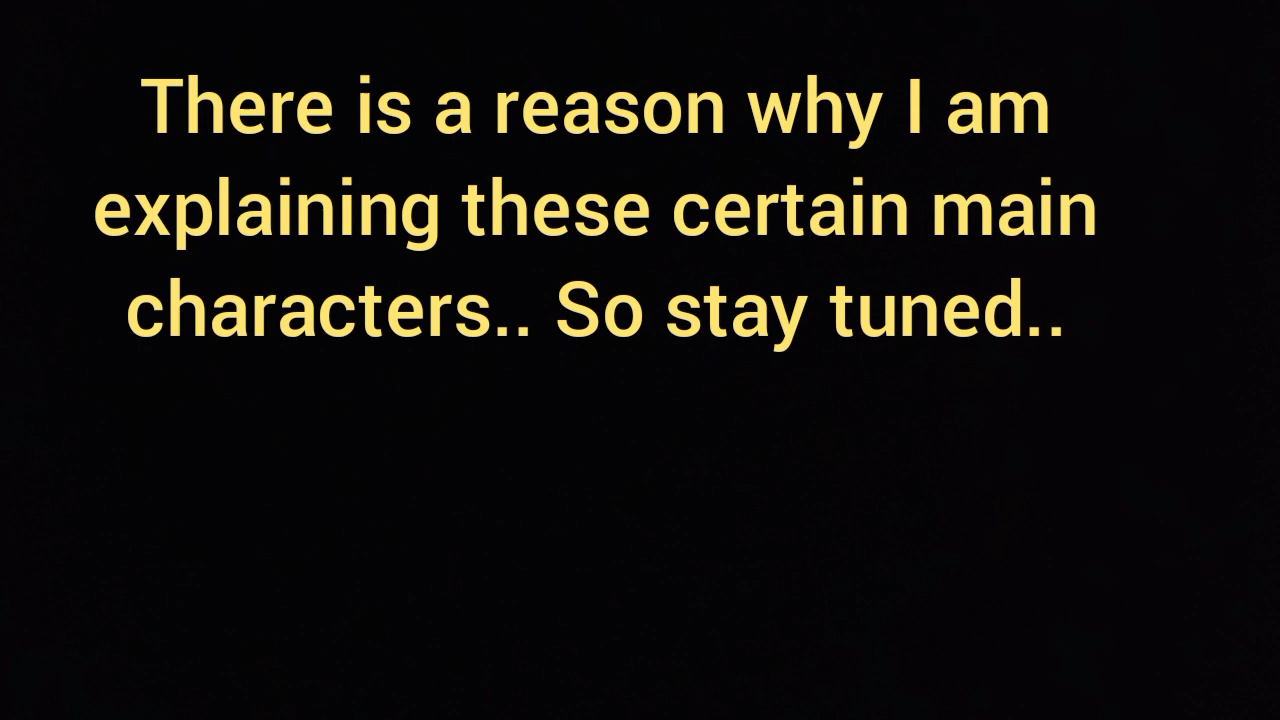 There is a reason why I am
explaining these certain main
characters.. So stay tuned..